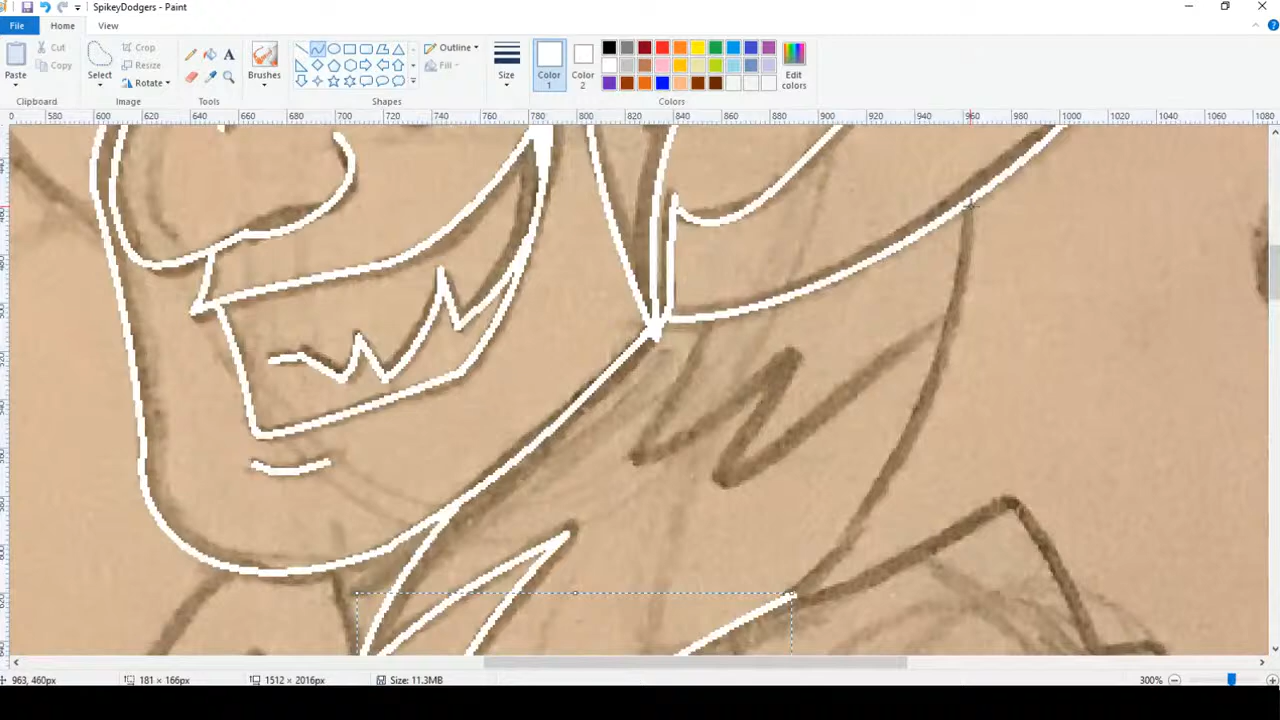 SpikeyDodgers - Paint
File Home View
Paste Cut Copy Select Crop Resize Rotate Brushes Outline Fill Size Color 1 Color 2 Edit colors
Clipboard Image Tools Shapes Colors
580 600 620 640 660 680 700 720 740 760 780 800 820 840 860 880 900 920 940 960 980 1000 1020 1040 1060 1080
963, 460px 181 × 166px 1512 × 2016px Size: 11.3MB 300%